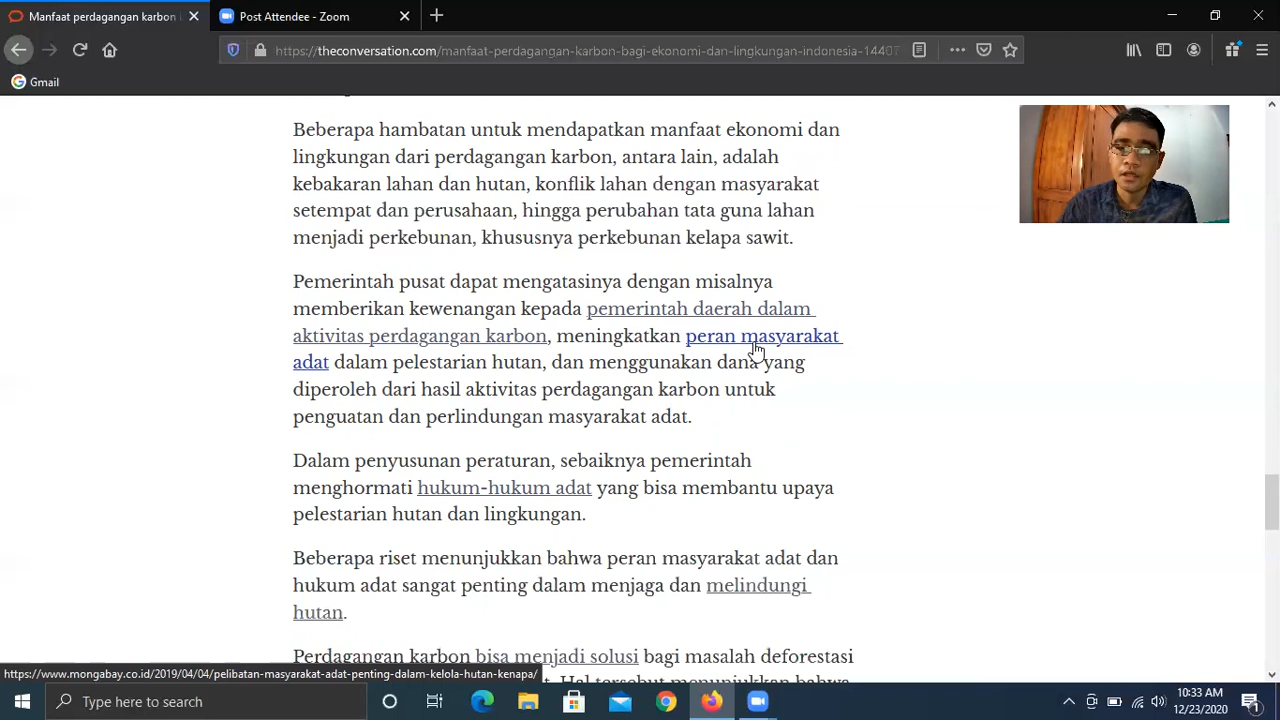 Manfaat perdagangan karbon
Post Attendee - Zoom
https://theconversation.com/manfaat-perdagangan-karbon-bagi-ekonomi-dan-lingkungan-indonesia-1440
Gmail
Beberapa hambatan untuk mendapatkan manfaat ekonomi dan
lingkungan dari perdagangan karbon, antara lain, adalah
kebakaran lahan dan hutan, konflik lahan dengan masyarakat
setempat dan perusahaan, hingga perubahan tata guna lahan
menjadi perkebunan, khususnya perkebunan kelapa sawit.
Pemerintah pusat dapat mengatasinya dengan misalnya
memberikan kewenangan kepada pemerintah daerah dalam
aktivitas perdagangan karbon, meningkatkan peran masyarakat
adat dalam pelestarian hutan, dan menggunakan dana yang
diperoleh dari hasil aktivitas perdagangan karbon untuk
penguatan dan perlindungan masyarakat adat.
Dalam penyusunan peraturan, sebaiknya pemerintah
menghormati hukum-hukum adat yang bisa membantu upaya
pelestarian hutan dan lingkungan.
Beberapa riset menunjukkan bahwa peran masyarakat adat dan
hukum adat sangat penting dalam menjaga dan melindungi
hutan.
Perdagangan karbon bisa menjadi solusi bagi masalah deforestasi
t. Hal tersebut menunjukkan bahwa
https://www.mongabay.co.id/2019/04/04/pelibatan-masyarakat-adat-penting-dalam-kelola-hutan-kenapa/
Type here to search
10:33 AM
12/23/2020
1